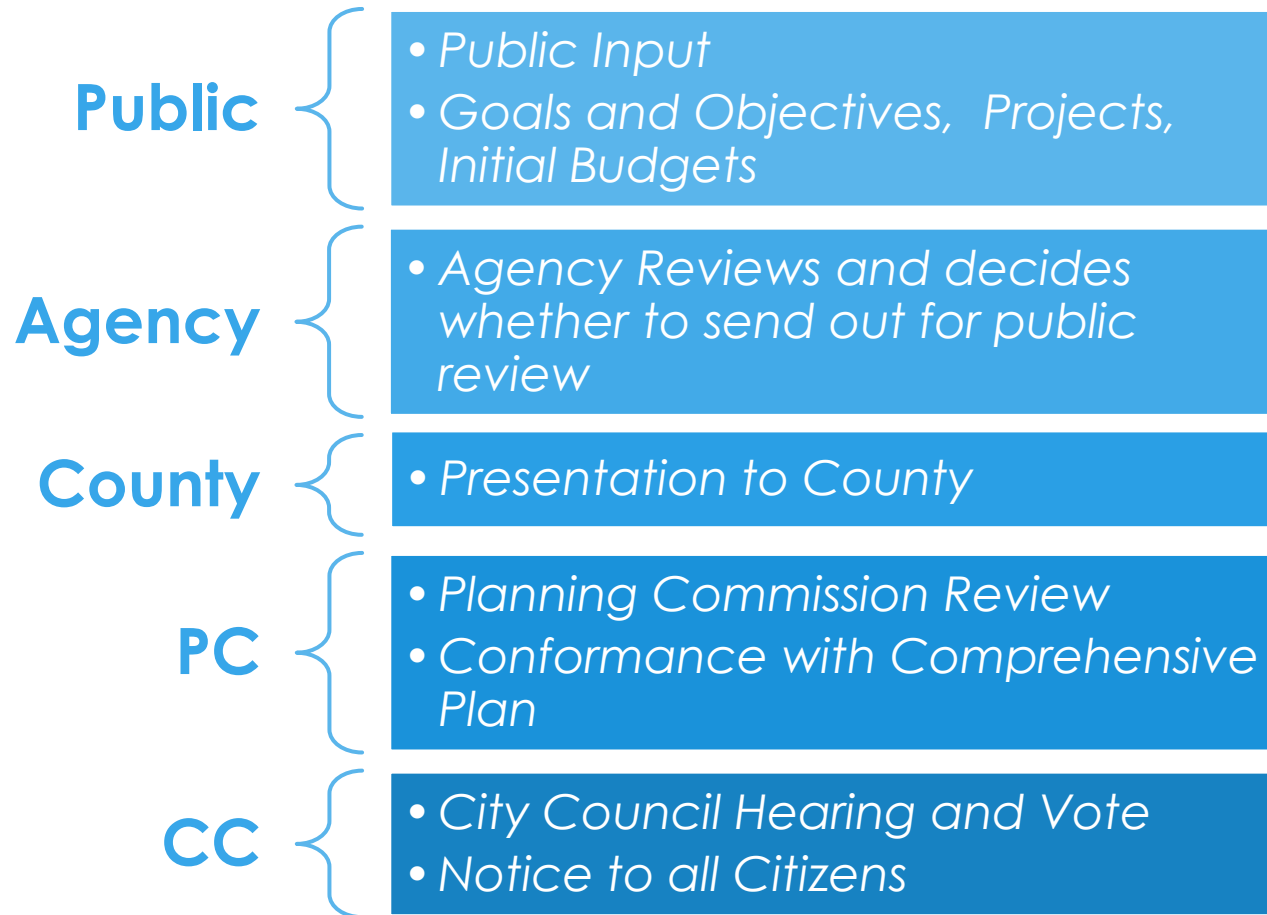 Public
• Public Input
• Goals and Objectives,  Projects,
Initial Budgets
Agency
• Agency Reviews and decides
whether to send out for public
review
County
• Presentation to County
PC
• Planning Commission Review
• Conformance with Comprehensive
Plan
CC
• City Council Hearing and Vote
• Notice to all Citizens